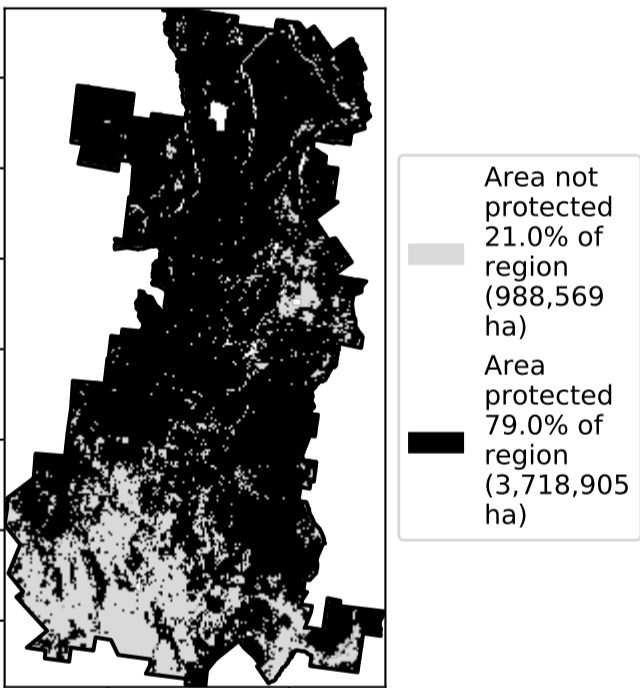 Area not
protected
21.0% of
region
(988,569
ha)
Area
protected
79.0% of
region
(3,718,905
ha)